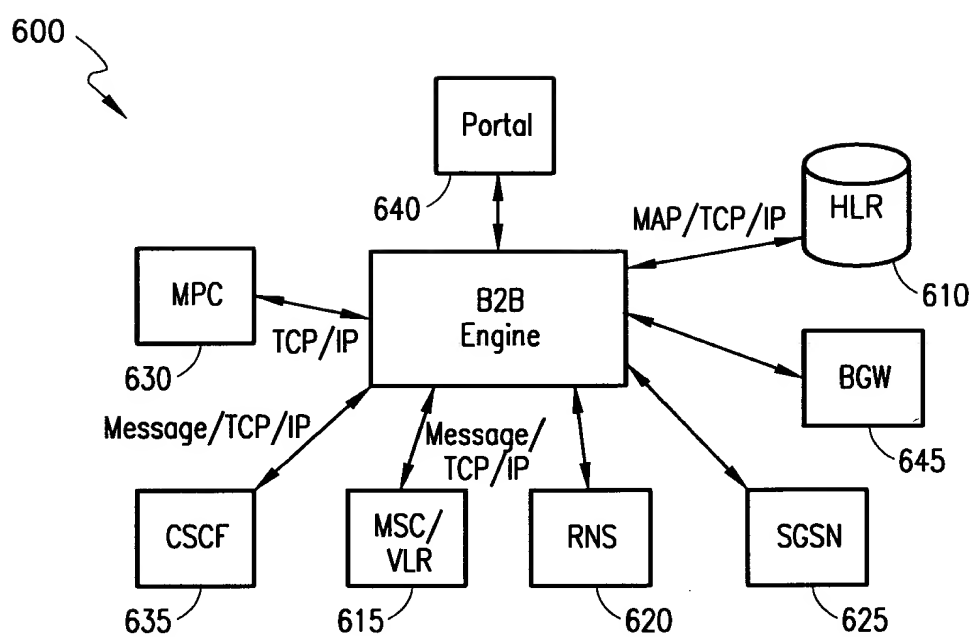 600
Portal
640
MAP/TCP/IP
HLR
610
MPC
630
TCP/IP
B2B
Engine
BGW
645
Message/TCP/IP
Message/
TCP/IP
CSCF
635
MSC/
VLR
615
RNS
620
SGSN
625